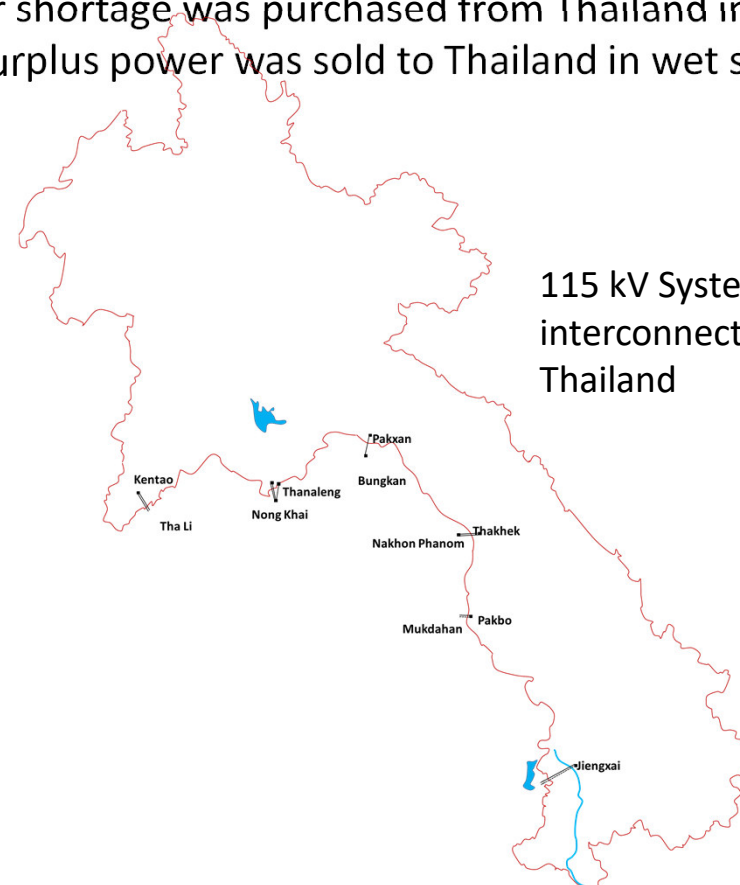 shortage was purchased from Thailand in
urplus power was sold to Thailand in wet s
115 kV Syste
interconnect
Thailand
Pakxan
Bungkan
Kentao
Thanaleng
Nong Khai
Tha Li
Thakhek
Nakhon Phanom
Pakbo
Mukdahan
Jiengxai